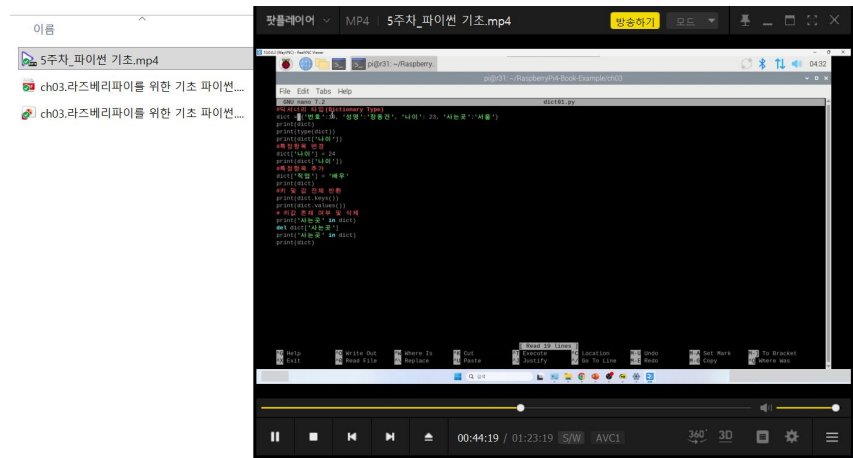 이름
5주차_파이썬 기초.mp4
ch03.라즈베리파이를 위한 기초 파이썬....
ch03.라즈베리파이를 위한 기초 파이썬....
팟플레이어 MP4 5주차_파이썬 기초.mp4 방송하기 모드
pi@r31: ~/Raspberry. 04:32
pi@r31: ~/RaspberryPi4-Book-Example/ch03
File Edit Tabs Help
GNU nano 7.2 dict01.py
#딕셔너리 타입(Dictionary Type)
dict = {'번호': , '성명':'장동건', '나이': 23, '사는곳':'서울'}
print(dict)
print(type(dict))
print(dict['나이'])
#특정항목 변경
dict['나이'] = 24
print(dict['나이'])
#특정항목 추가
dict['직업'] = '배우'
print(dict)
#키 및 값 전체 반환
print(dict.keys())
print(dict.values())
# 키값 존재 여부 및 삭제
print('사는곳' in dict)
del dict['사는곳']
print('사는곳' in dict)
print(dict)
[ Read 19 lines ]
^G Help ^O Write Out ^W Where Is ^K Cut ^T Execute ^C Location M-U Undo M-A Set Mark M-] To Bracket
^X Exit ^R Read File ^\ Replace ^U Paste ^J Justify ^/ Go To Line M-E Redo M-6 Copy ^Q Where Was
00:44:19 / 01:23:19 S/W AVC1 360° 3D